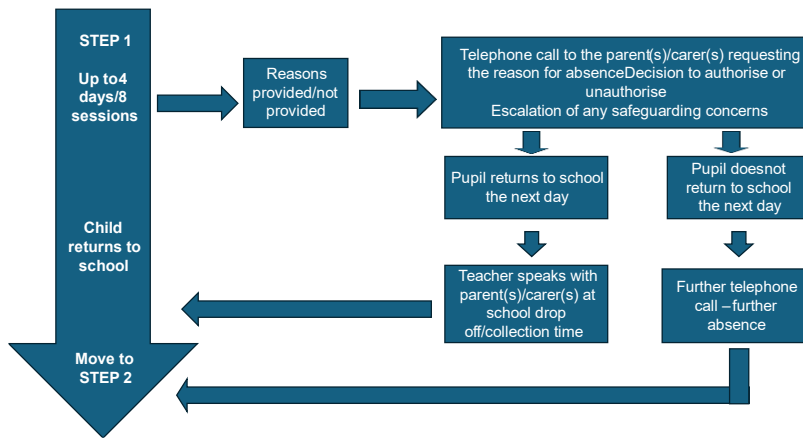 STEP 1
Up to4
days/8
sessions
Child
returns to
school
Move to
STEP 2
Reasons
provided/not
provided
Telephone call to the parent(s)/carer(s) requesting
the reason for absenceDecision to authorise or
unauthorise
Escalation of any safeguarding concerns
Pupil returns to school
the next day
Pupil doesnot
return to school
the next day
Teacher speaks with
parent(s)/carer(s) at
school drop
off/collection time
Further telephone
call –further
absence